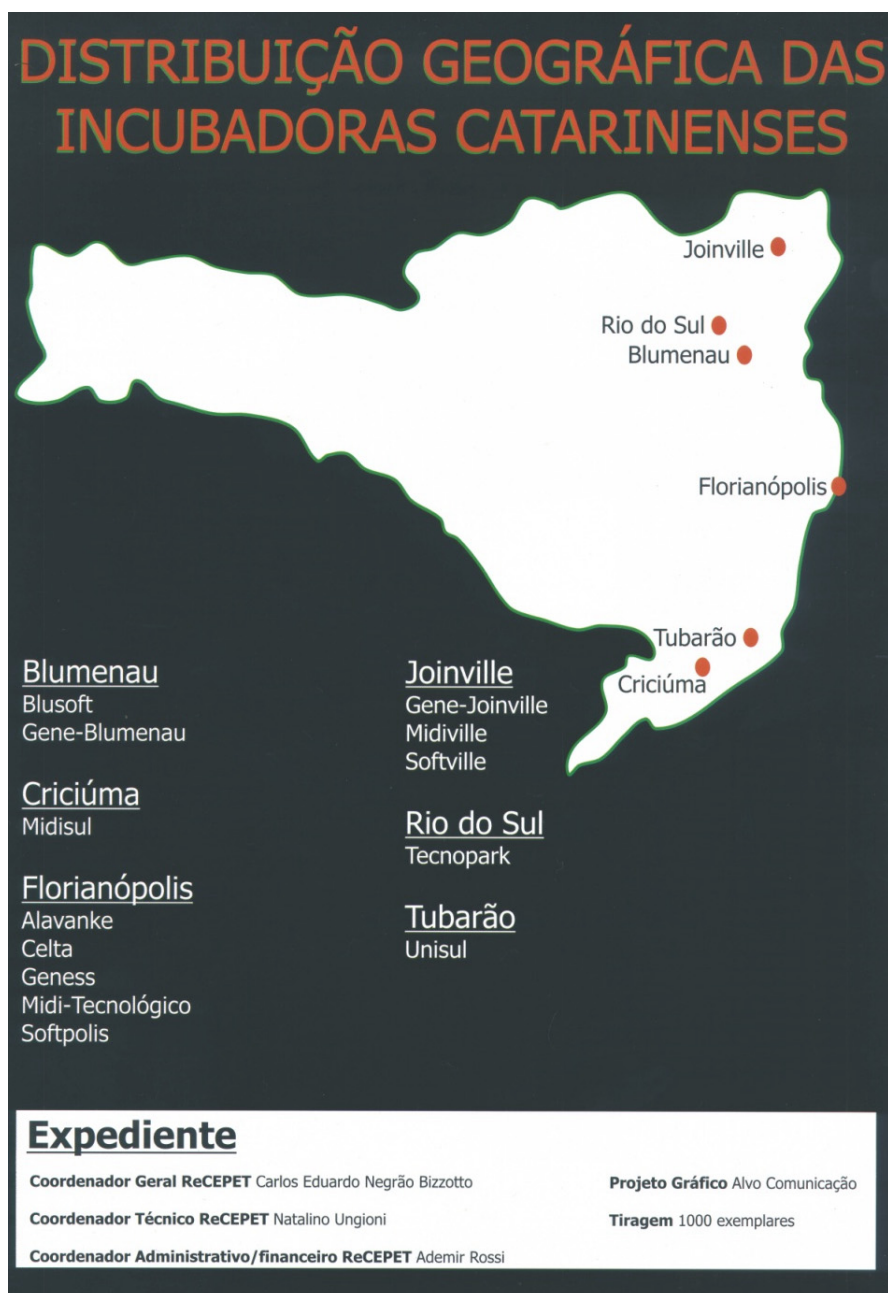 DISTRIBUIÇÃO GEOGRÁFICA DAS
INCUBADORAS CATARINENSES
Joinville
Rio do Sul
Blumenau
Florianópolis
Tubarão
Criciúma
Blumenau
Blusoft
Gene-Blumenau
Criciúma
Midisul
Florianópolis
Alavanke
Celta
Geness
Midi-Tecnológico
Softpolis
Joinville
Gene-Joinville
Midiville
Softville
Rio do Sul
Tecnopark
Tubarão
Unisul
Expediente
Coordenador Geral ReCEPET Carlos Eduardo Negrão Bizzotto
Coordenador Técnico ReCEPET Natalino Ungioni
Coordenador Administrativo/financeiro ReCEPET Ademir Rossi
Projeto Gráfico Alvo Comunicação
Tiragem 1000 exemplares